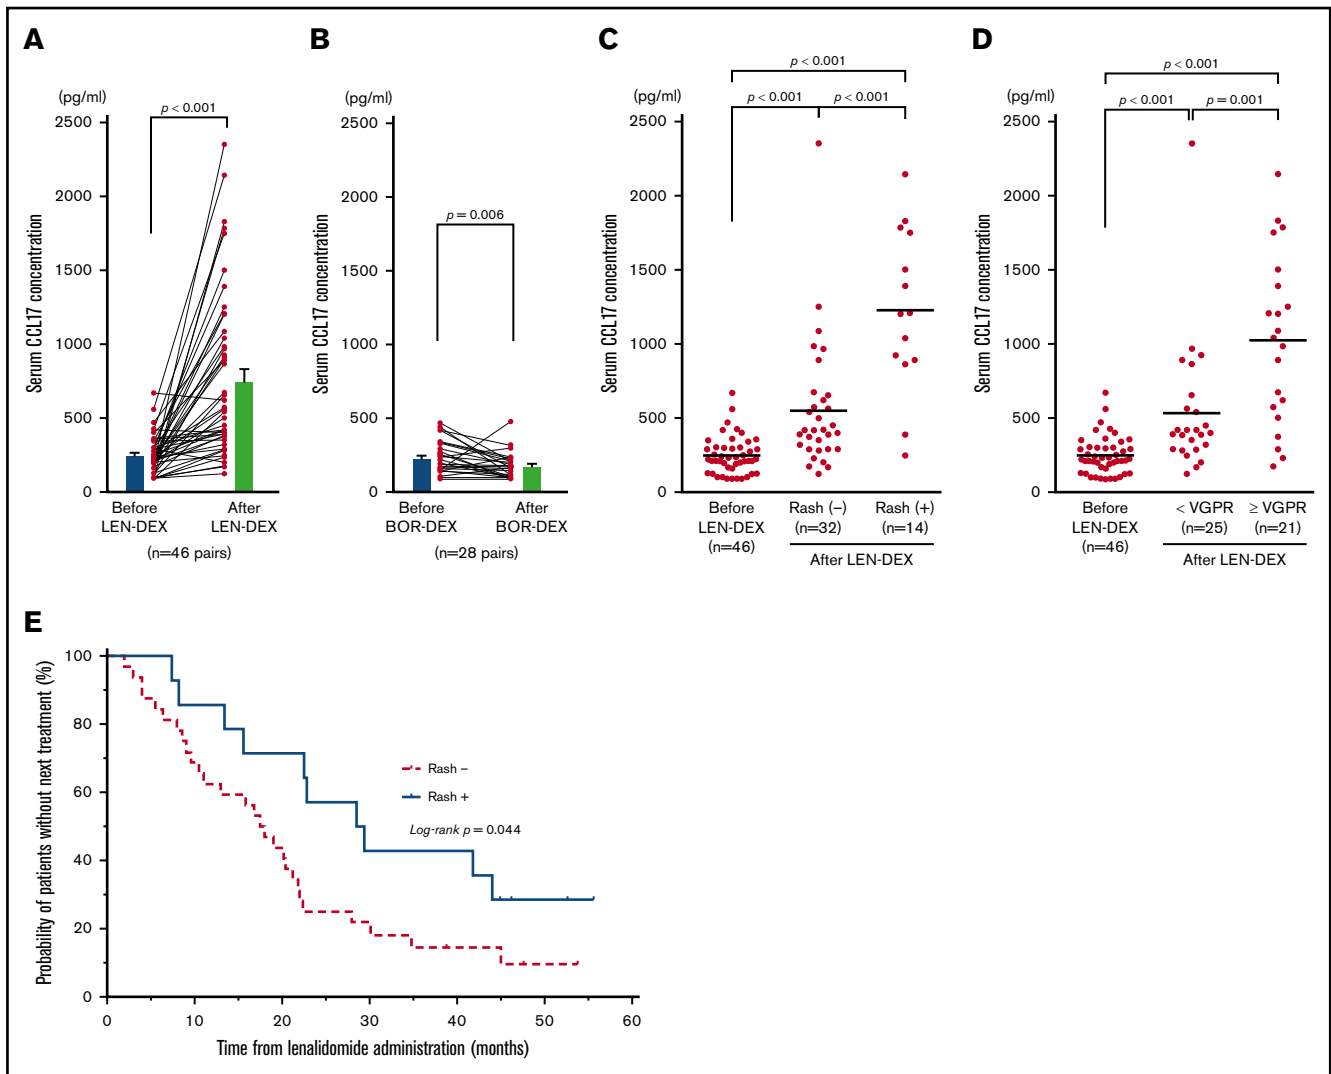 A
(pg/ml)
p < 0.001
2500
2000
1500
1000
500
0
Serum CCL17 concentration
Before
LEN-DEX
After
LEN-DEX
(n=46 pairs)
B
(pg/ml)
p = 0.006
2500
2000
1500
1000
500
0
Serum CCL17 concentration
Before
BOR-DEX
After
BOR-DEX
(n=28 pairs)
C
p < 0.001
(pg/ml)
p < 0.001
p < 0.001
2500
2000
1500
1000
500
0
Serum CCL17 concentration
Before
LEN-DEX
(n=46)
Rash (−)
(n=32)
Rash (+)
(n=14)
After LEN-DEX
D
p < 0.001
(pg/ml)
p < 0.001
p = 0.001
2500
2000
1500
1000
500
0
Serum CCL17 concentration
Before
LEN-DEX
(n=46)
< VGPR
(n=25)
≥ VGPR
(n=21)
After LEN-DEX
E
100
80
60
40
20
0
Probability of patients without next treatment (%)
Rash −
Rash +
Log-rank p = 0.044
0
10
20
30
40
50
60
Time from lenalidomide administration (months)